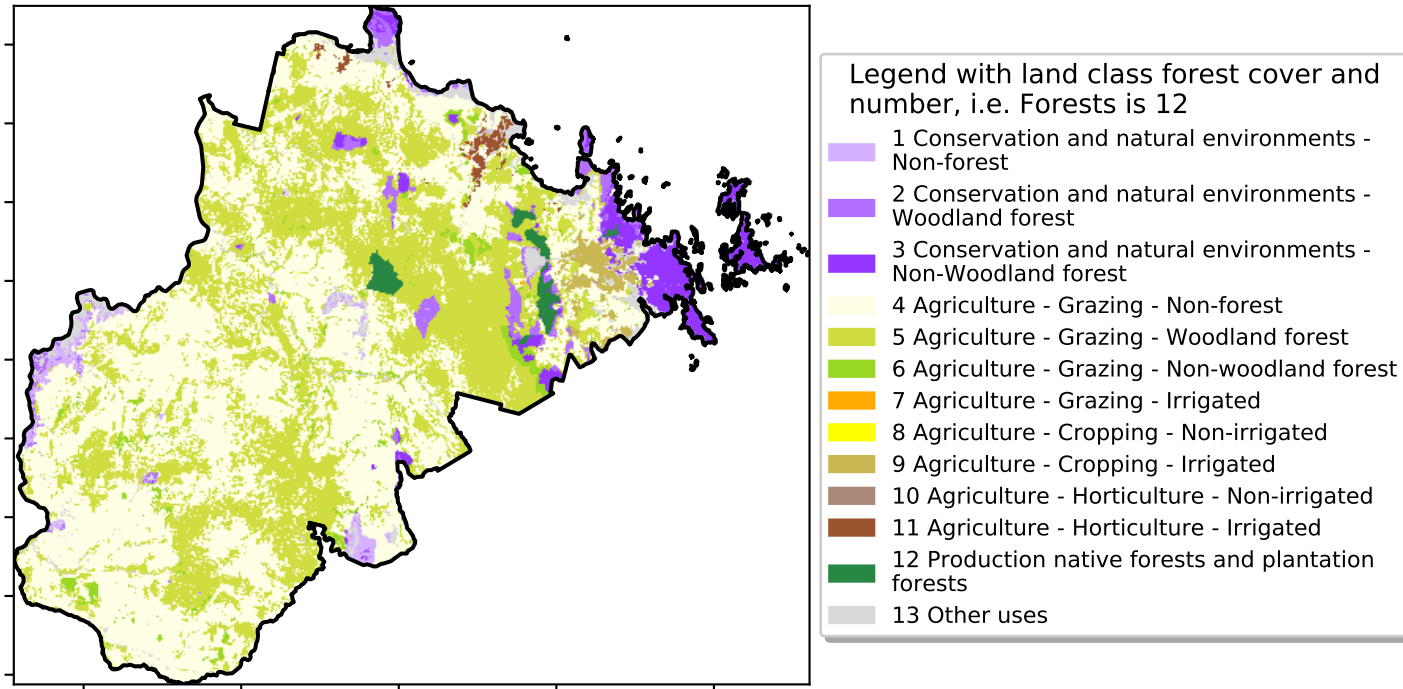 Legend with land class forest cover and
number, i.e. Forests is 12
1 Conservation and natural environments -
Non-forest
2 Conservation and natural environments -
Woodland forest
3 Conservation and natural environments -
Non-Woodland forest
4 Agriculture - Grazing - Non-forest
5 Agriculture - Grazing - Woodland forest
6 Agriculture - Grazing - Non-woodland forest
7 Agriculture - Grazing - Irrigated
8 Agriculture - Cropping - Non-irrigated
9 Agriculture - Cropping - Irrigated
10 Agriculture - Horticulture - Non-irrigated
11 Agriculture - Horticulture - Irrigated
12 Production native forests and plantation
forests
13 Other uses